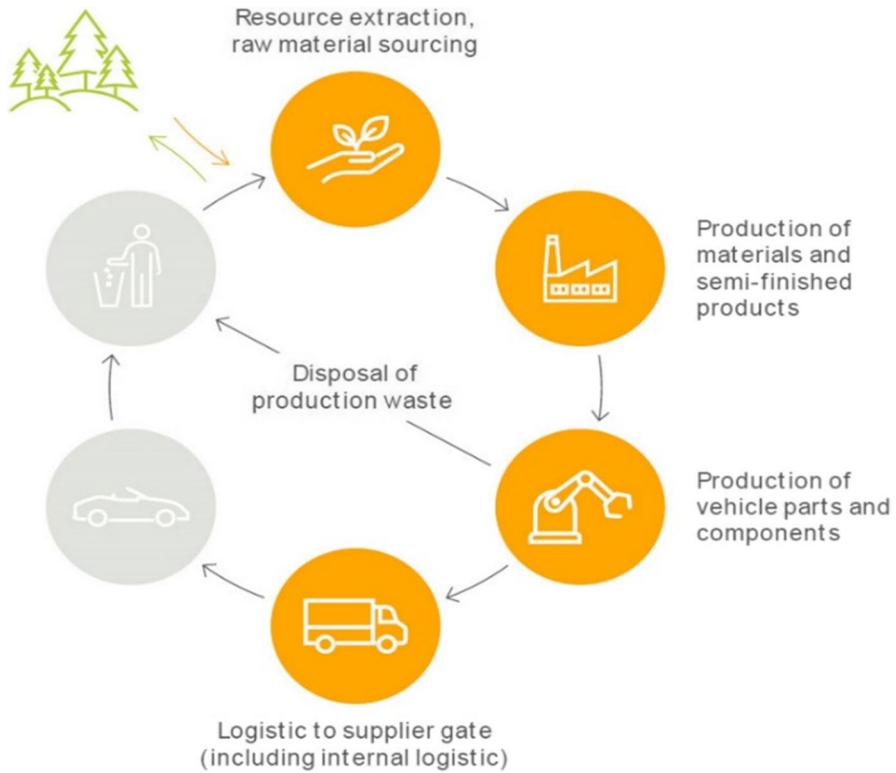 Resource extraction,
raw material sourcing
Production of
materials and
semi-finished
products
Disposal of
production waste
Production of
vehicle parts and
components
Logistic to supplier gate
(including internal logistic)